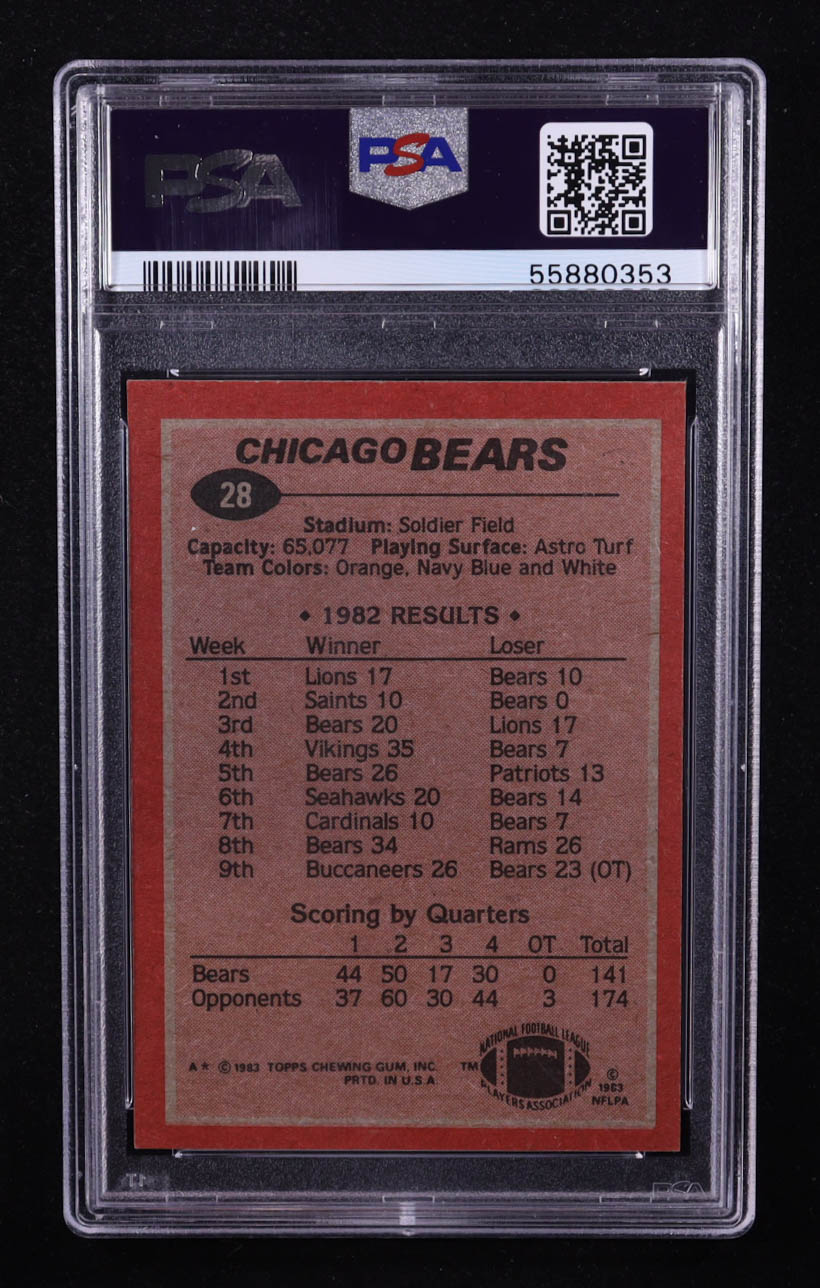 PSA
PSA
55880353
CHICAGO BEARS
28
Stadium: Soldier Field
Capacity: 65,077 Playing Surface: Astro Turf
Team Colors: Orange, Navy Blue and White
• 1982 RESULTS •
Week Winner Loser
1st Lions 17 Bears 10
2nd Saints 10 Bears 0
3rd Bears 20 Lions 17
4th Vikings 35 Bears 7
5th Bears 26 Patriots 13
6th Seahawks 20 Bears 14
7th Cardinals 10 Bears 7
8th Bears 34 Rams 26
9th Buccaneers 26 Bears 23 (OT)
Scoring by Quarters
1 2 3 4 OT Total
Bears 44 50 17 30 0 141
Opponents 37 60 30 44 3 174
NATIONAL FOOTBALL LEAGUE
PLAYERS ASSOCIATION
A* © 1983 TOPPS CHEWING GUM, INC. TM
PRTD. IN U.S.A.
© 1983
NFLPA
PSA